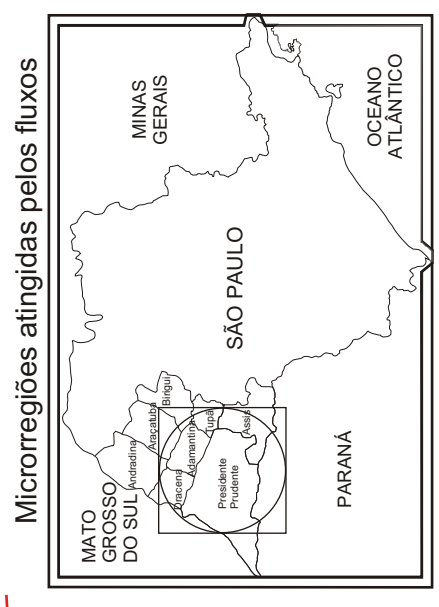 Microrregiões atingidas pelos fluxos
MINAS
GERAIS
OCEANO
ATLÂNTICO
SÃO PAULO
MATO
GROSSO
DO SUL
Andradina
Araçatuba
Birigui
Dracena
Adamantina
Tupã
Assis
Presidente
Prudente
PARANÁ